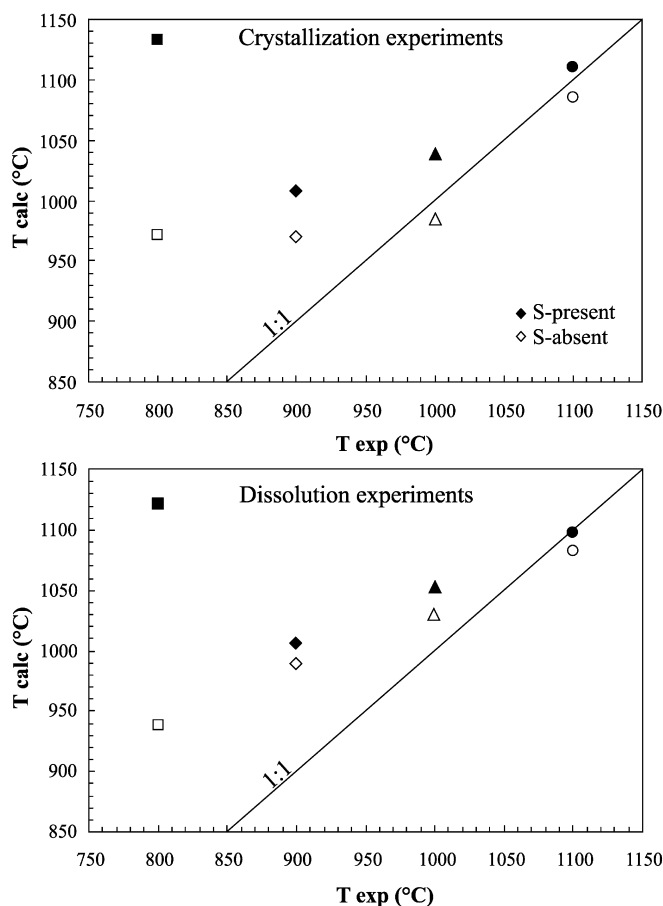 Crystallization experiments
T calc (°C)
1150
1100
1050
1000
950
900
850
1:1
S-present
S-absent
750 800 850 900 950 1000 1050 1100 1150
T exp (°C)
Dissolution experiments
T calc (°C)
1150
1100
1050
1000
950
900
850
1:1
750 800 850 900 950 1000 1050 1100 1150
T exp (°C)